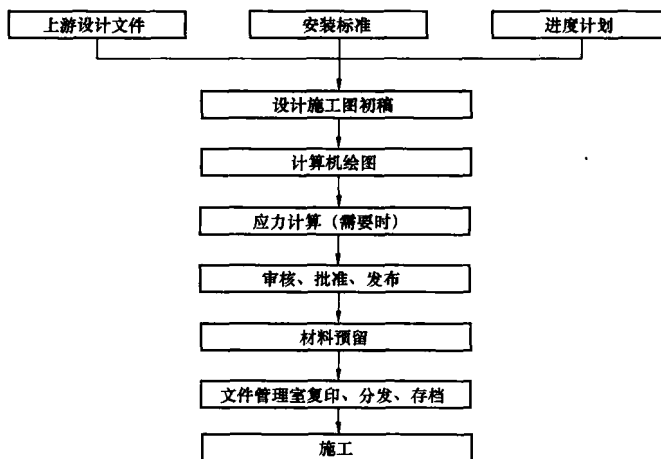 上游设计文件
安装标准
进度计划
设计施工图初稿
计算机绘图
应力计算（需要时）
审核、批准、发布
材料预留
文件管理室复印、分发、存档
施工